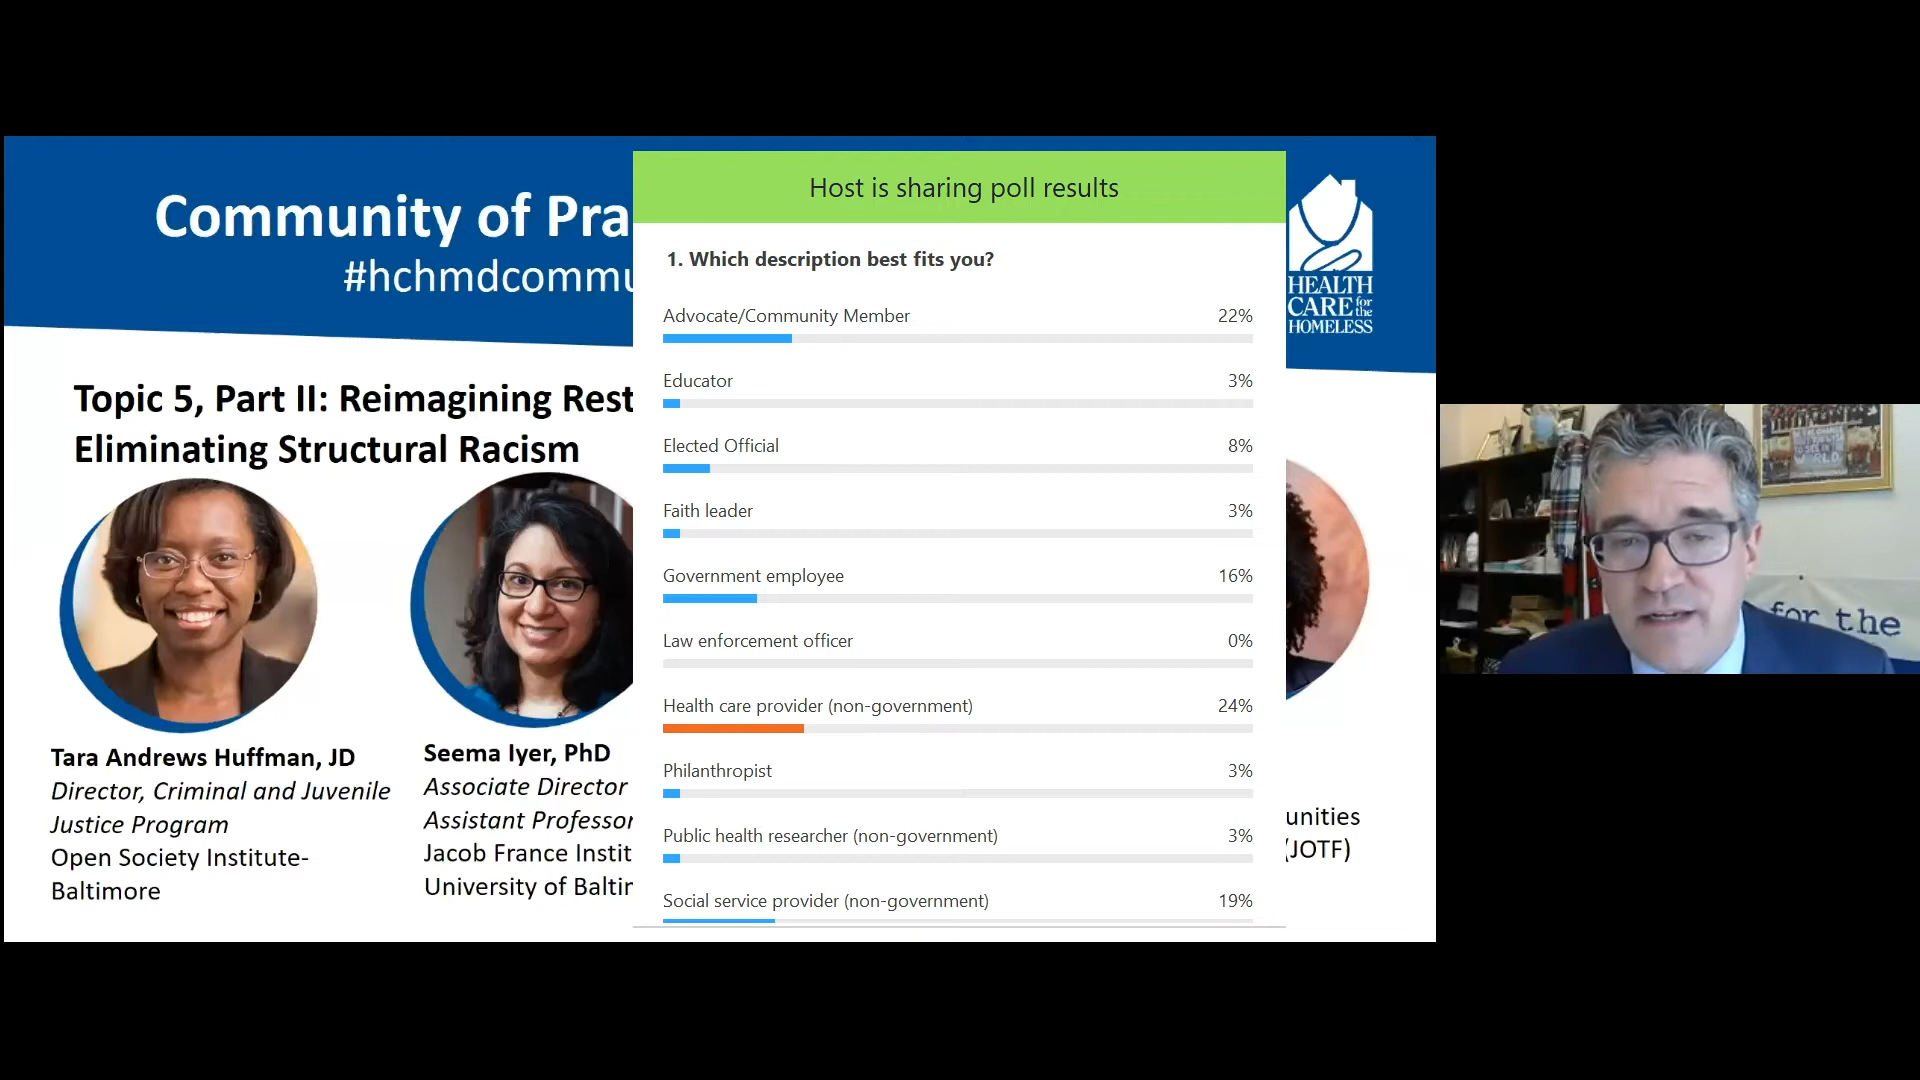 Community of Pra
#hchmdcommu
Host is sharing poll results
1. Which description best fits you?
Advocate/Community Member 22%
Educator 3%
Elected Official 8%
Faith leader 3%
Government employee 16%
Law enforcement officer 0%
Health care provider (non-government) 24%
Philanthropist 3%
Public health researcher (non-government) 3%
Social service provider (non-government) 19%
HEALTH
CARE for the
HOMELESS
Topic 5, Part II: Reimagining Rest
Eliminating Structural Racism
Tara Andrews Huffman, JD
Director, Criminal and Juvenile
Justice Program
Open Society Institute-
Baltimore
Seema Iyer, PhD
Associate Director
Assistant Professor
Jacob France Instit
University of Baltim
unities
(JOTF)
WORLD
for the